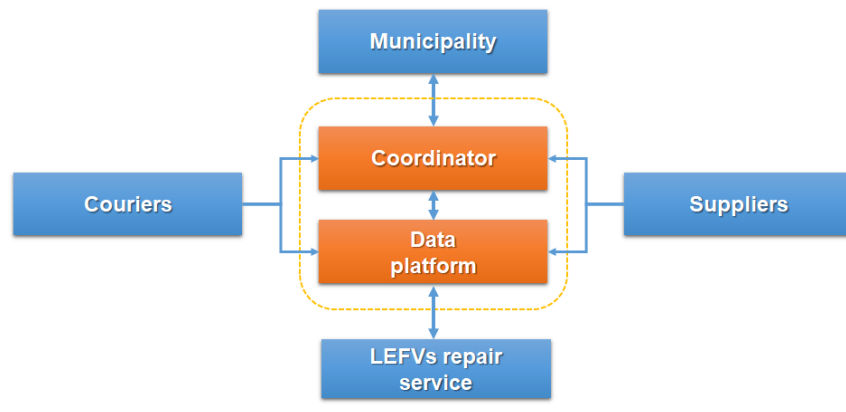 Municipality
Coordinator
Couriers
Suppliers
Data
platform
LEFVs repair
service